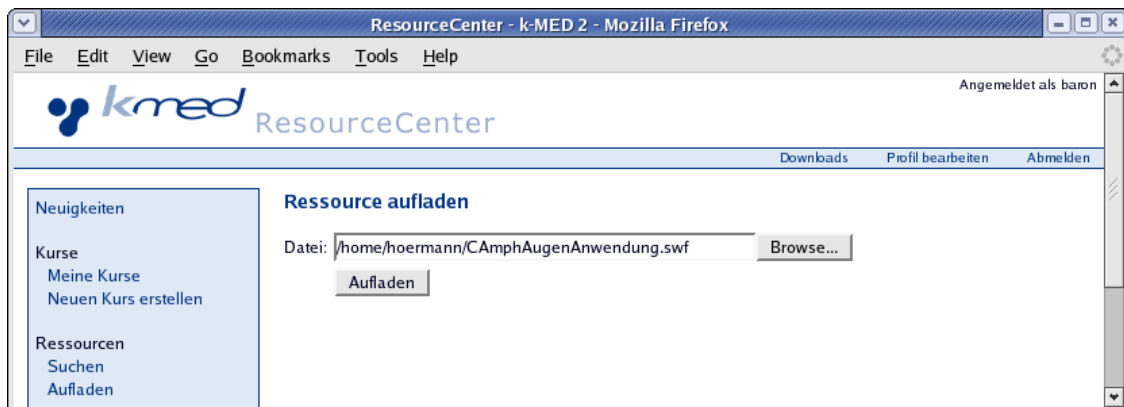 ResourceCenter - k-MED 2 - Mozilla Firefox
File Edit View Go Bookmarks Tools Help
Angemeldet als baron
kmed ResourceCenter
Downloads Profil bearbeiten Abmelden
Neuigkeiten
Kurse
Meine Kurse
Neuen Kurs erstellen
Ressourcen
Suchen
Aufladen
Ressource aufladen
Datei: /home/hoermann/CAmphAugenAnwendung.swf Browse...
Aufladen